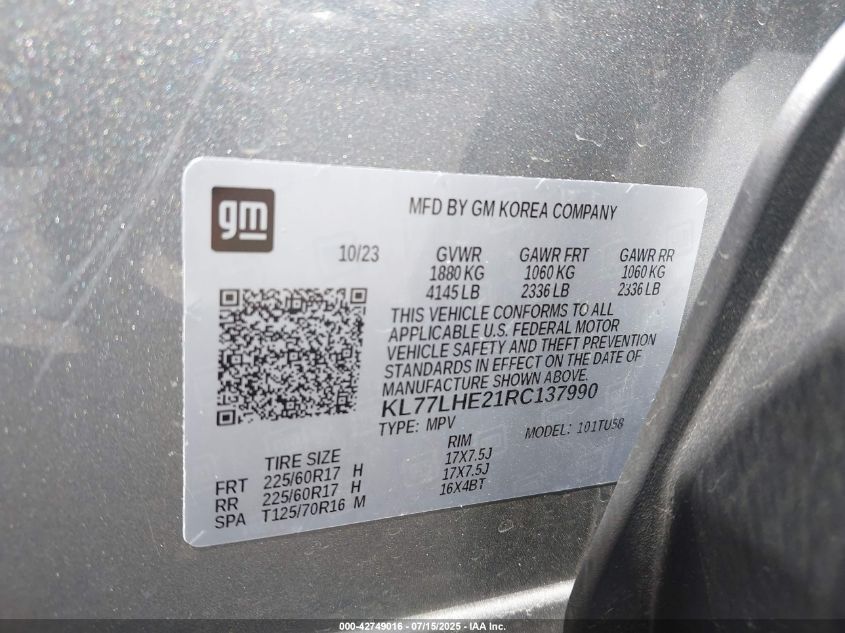 gm
MFD BY GM KOREA COMPANY
10/23 GVWR GAWR FRT GAWR RR
1880 KG 1060 KG 1060 KG
4145 LB 2336 LB 2336 LB
THIS VEHICLE CONFORMS TO ALL
APPLICABLE U.S. FEDERAL MOTOR
VEHICLE SAFETY AND THEFT PREVENTION
STANDARDS IN EFFECT ON THE DATE OF
MANUFACTURE SHOWN ABOVE.
KL77LHE21RC137990
TYPE: MPV MODEL: 101TU58
TIRE SIZE RIM
FRT 225/60R17 H 17X7.5J
RR 225/60R17 H 17X7.5J
SPA T125/70R16 M 16X4BT
000-42749016 - 07/15/2025 - IAA Inc.